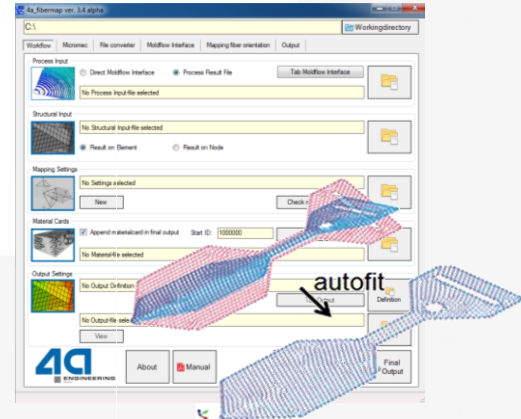 4a_fibermap ver. 3.4 alpha
C:\
Workingdirectory
Workflow Micromec File converter Moldflow Interface Mapping fiber orientation Output
Process Input
Direct Moldflow Interface Process Result File Tab Moldflow Interface
No Process Input-file selected
Structural Input
No Structural Input-file selected
Result on Element Result on Node
Mapping Settings
No Settings selected
New Check
Material Cards
Append materialcard in final output Start ID: 1000000
No Material-file selected
Output Settings
No Output Definition
autofit
Output Definition
No Output-file
View
4a ENGINEERING
About Manual
Final Output